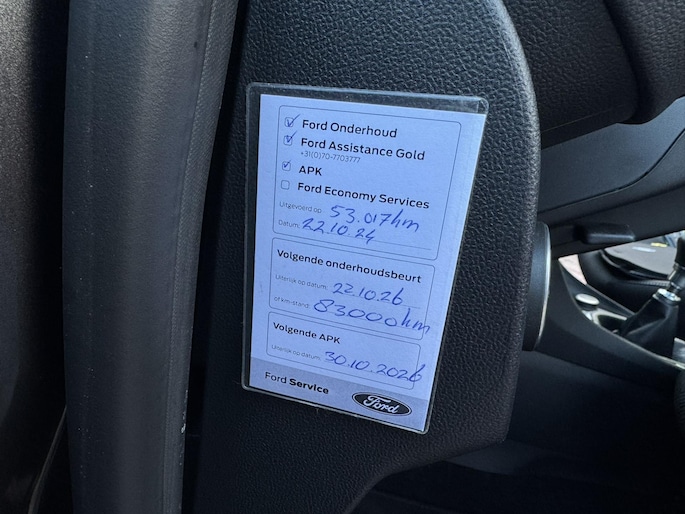 Ford Onderhoud
Ford Assistance Gold
+31(0)70-7703777
APK
Ford Economy Services
Uitgevoerd op: 53.017km
Datum: 22.10.24
Volgende onderhoudsbeurt
Uiterlijk op datum: 22.10.26
of km-stand: 83000km
Volgende APK
Uiterlijk op datum: 30.10.2026
Ford Service
Ford